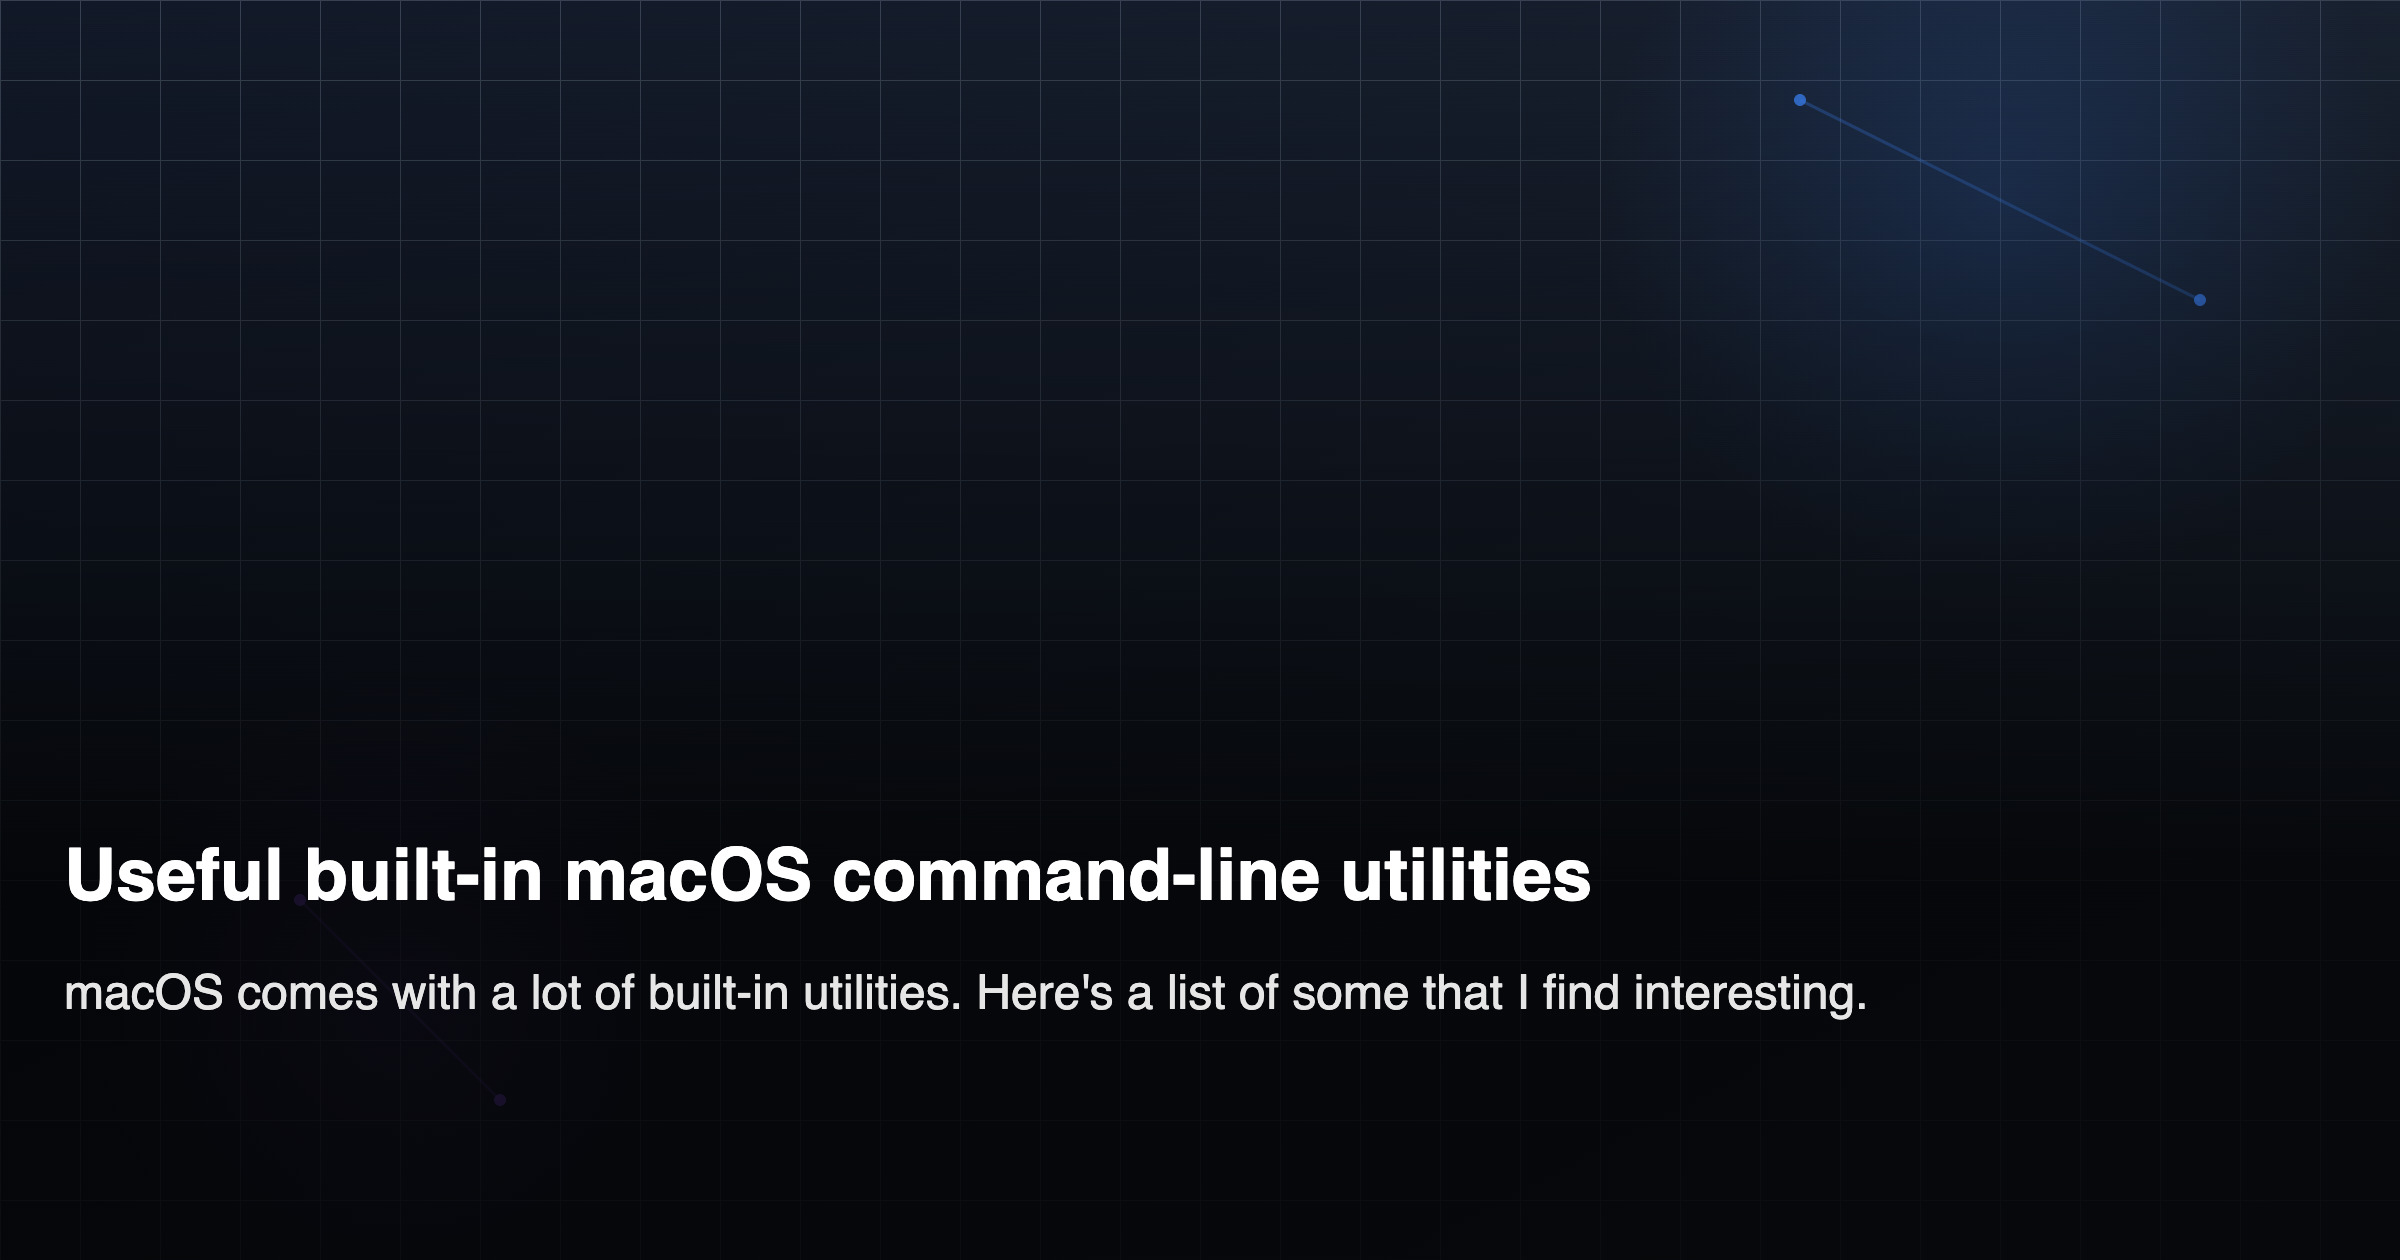 Useful built-in macOS command-line utilities
macOS comes with a lot of built-in utilities. Here's a list of some that I find interesting.